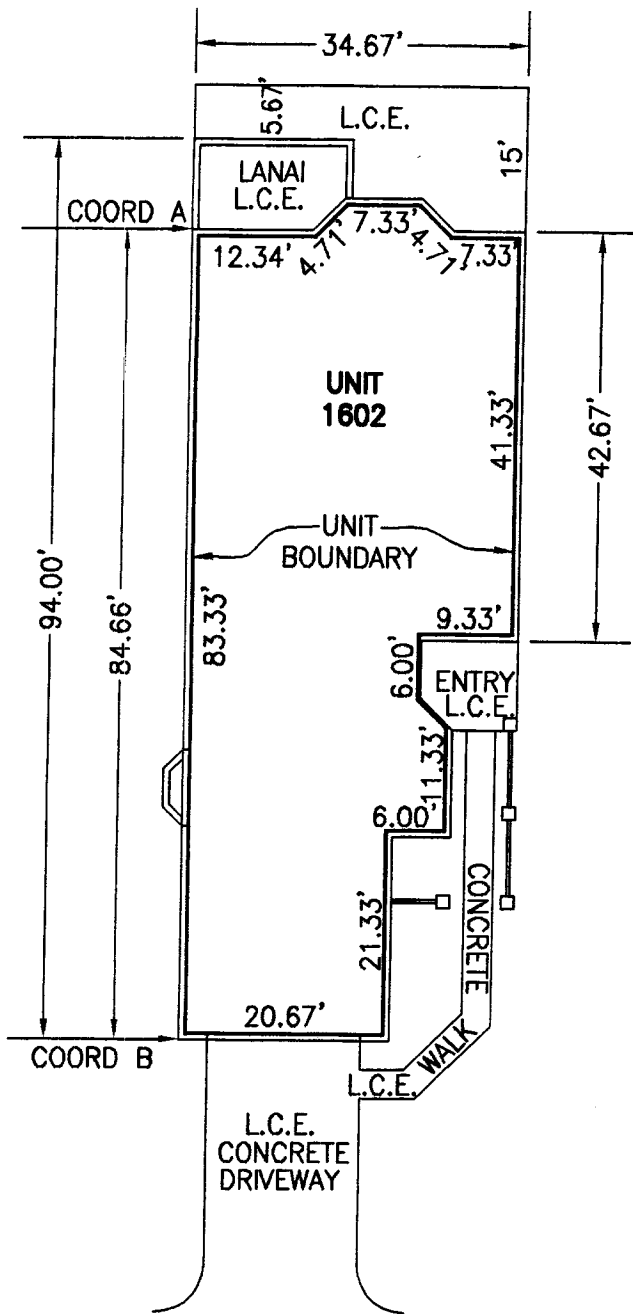 34.67'
5.67'
L.C.E.
15'
LANAI
L.C.E.
COORD A
12.34'
4.71'
7.33'
4.71'
7.33'
UNIT
1602
41.33'
42.67'
UNIT
BOUNDARY
94.00'
84.66'
83.33'
9.33'
6.00'
ENTRY
L.C.E.
11.33'
6.00'
21.33'
CONCRETE
WALK
20.67'
COORD B
L.C.E.
L.C.E.
CONCRETE
DRIVEWAY